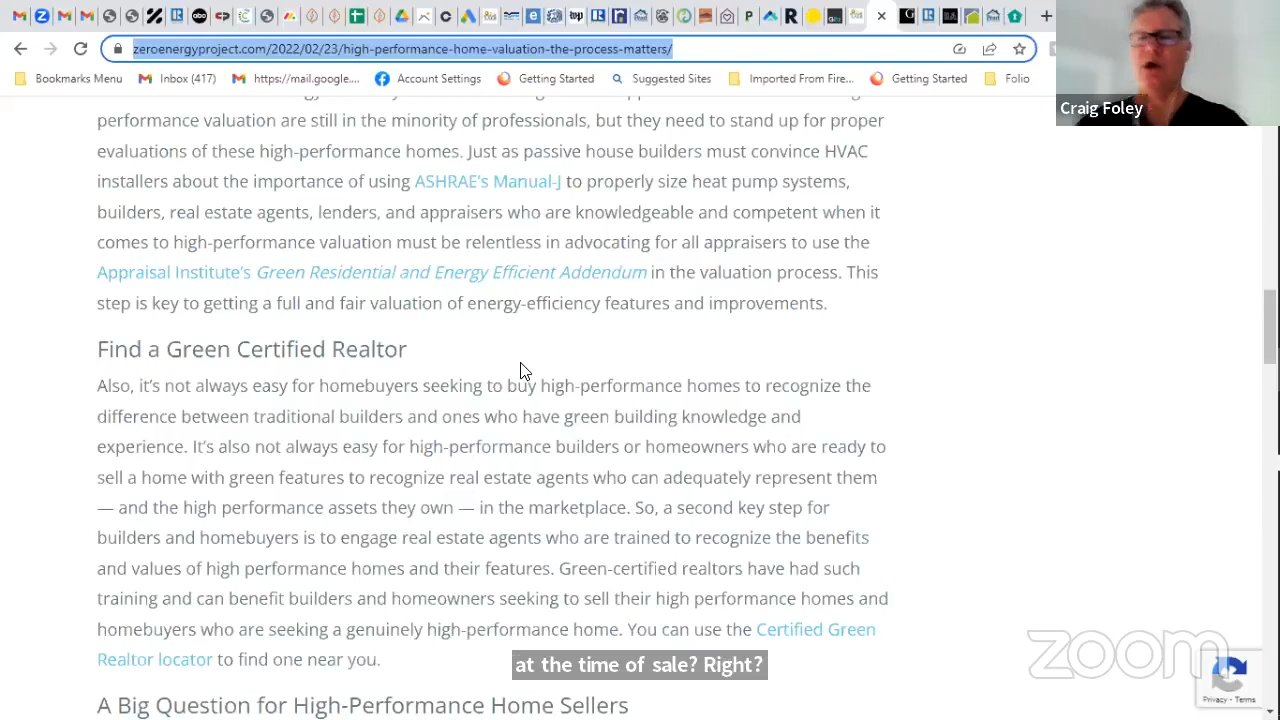 zeroenergyproject.com/2022/02/23/high-performance-home-valuation-the-process-matters/
Bookmarks Menu
Inbox (417)
https://mail.google....
Account Settings
Getting Started
Suggested Sites
Imported From Fire...
Getting Started
Folio
Craig Foley
performance valuation are still in the minority of professionals, but they need to stand up for proper
evaluations of these high-performance homes. Just as passive house builders must convince HVAC
installers about the importance of using ASHRAE's Manual-J to properly size heat pump systems,
builders, real estate agents, lenders, and appraisers who are knowledgeable and competent when it
comes to high-performance valuation must be relentless in advocating for all appraisers to use the
Appraisal Institute's Green Residential and Energy Efficient Addendum in the valuation process. This
step is key to getting a full and fair valuation of energy-efficiency features and improvements.
Find a Green Certified Realtor
Also, it's not always easy for homebuyers seeking to buy high-performance homes to recognize the
difference between traditional builders and ones who have green building knowledge and
experience. It's also not always easy for high-performance builders or homeowners who are ready to
sell a home with green features to recognize real estate agents who can adequately represent them
— and the high performance assets they own — in the marketplace. So, a second key step for
builders and homebuyers is to engage real estate agents who are trained to recognize the benefits
and values of high performance homes and their features. Green-certified realtors have had such
training and can benefit builders and homeowners seeking to sell their high performance homes and
homebuyers who are seeking a genuinely high-performance home. You can use the Certified Green
Realtor locator to find one near you.
at the time of sale? Right?
zoom
Privacy - Terms
A Big Question for High-Performance Home Sellers